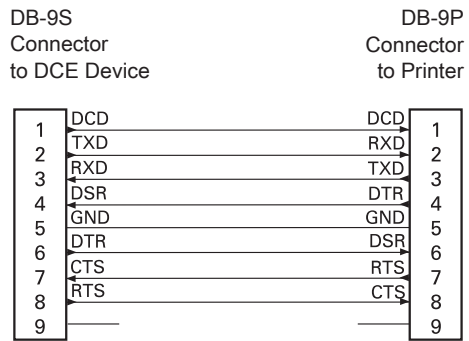 DB-9S DB-9P
Connector Connector
to DCE Device to Printer
1 DCD DCD 1
2 TXD RXD 2
3 RXD TXD 3
4 DSR DTR 4
5 GND GND 5
6 DTR DSR 6
7 CTS RTS 7
8 RTS CTS 8
9 9